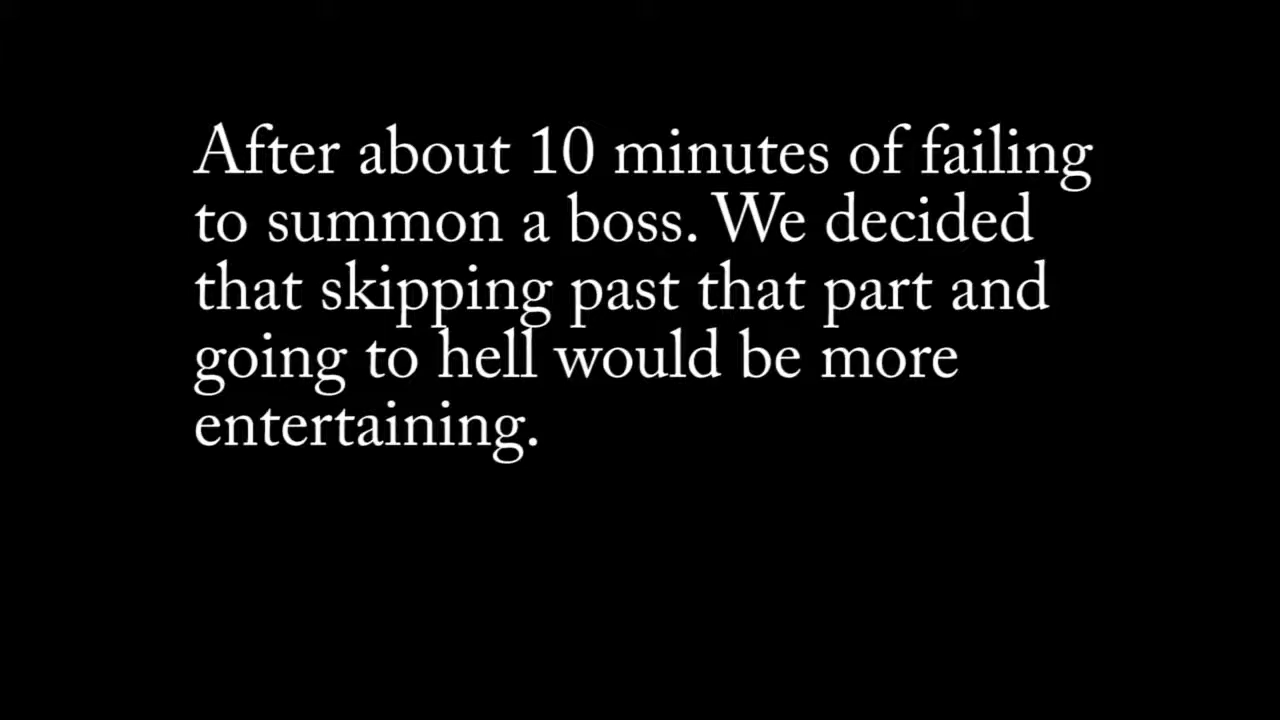 After about 10 minutes of failing
to summon a boss. We decided
that skipping past that part and
going to hell would be more
entertaining.